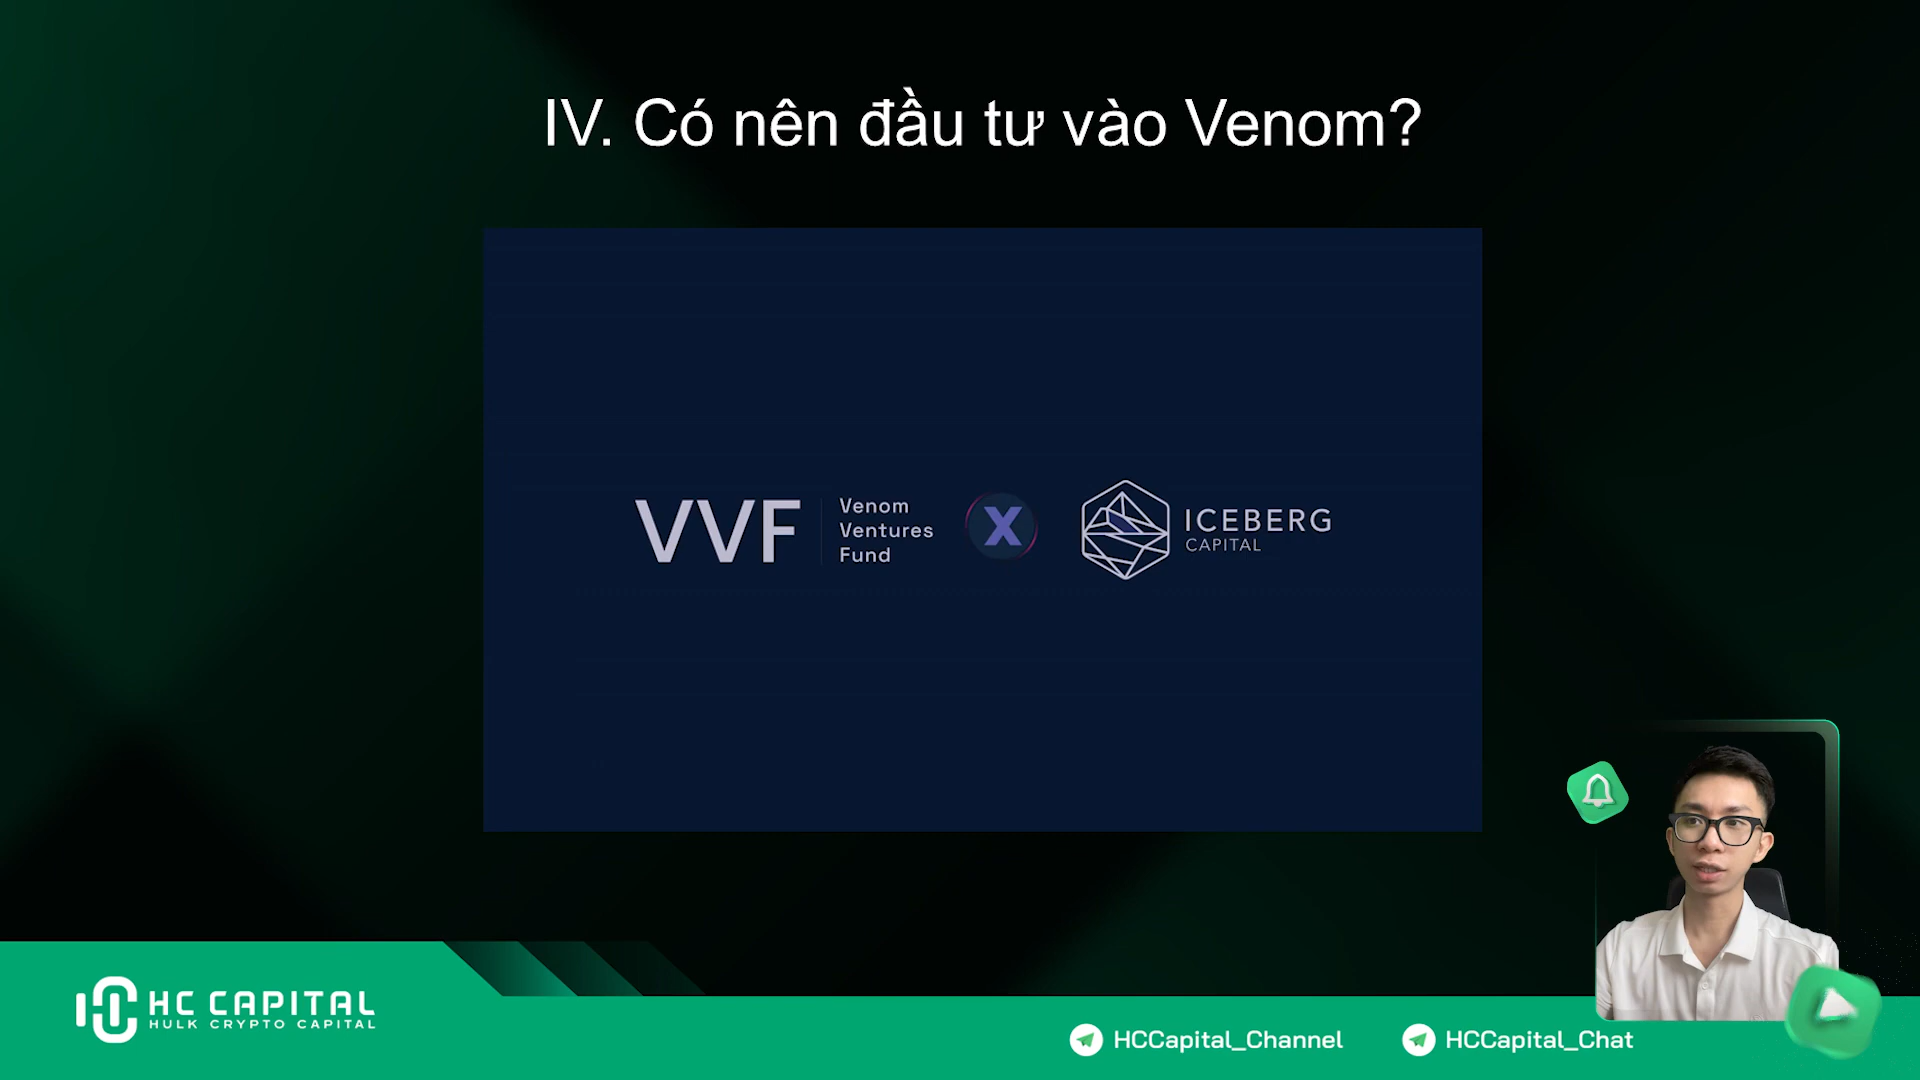 IV. Có nên đầu tư vào Venom?
VVF
Venom
Ventures
Fund
X
ICEBERG
CAPITAL
HC CAPITAL
HULK CRYPTO CAPITAL
HCCapital_Channel
HCCapital_Chat